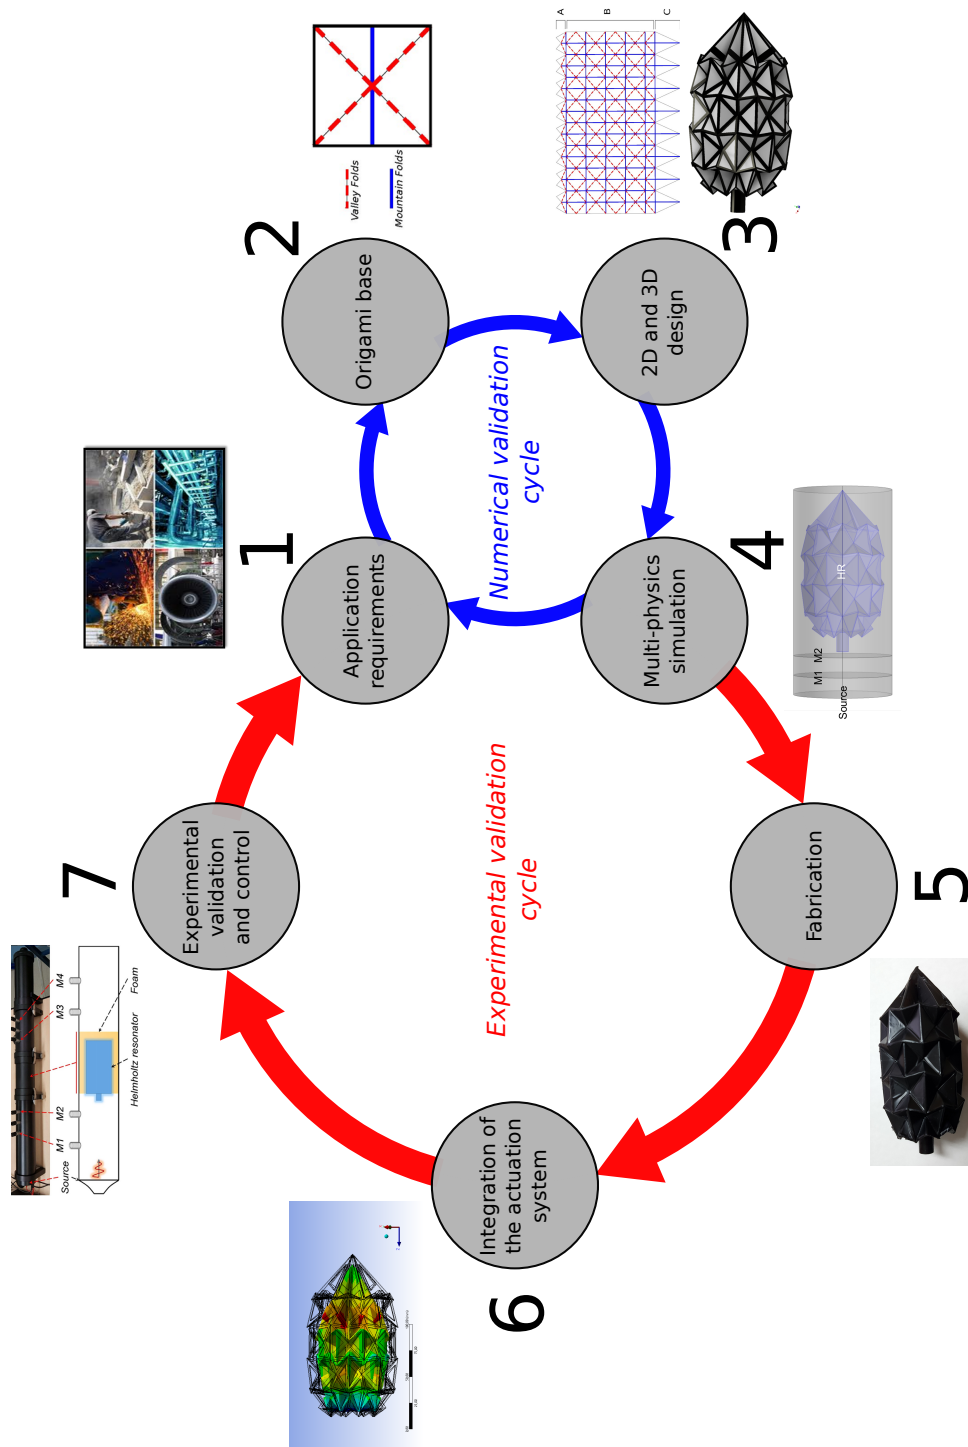 1
Application
requirements
2
Origami base
Valley Folds
Mountain Folds
3
2D and 3D
design
A
B
C
4
Multi-physics
simulation
Source
M1
M2
HR
5
Fabrication
6
Integration of
the actuation
system
7
Experimental
validation
and control
Source
M1
M2
M3
M4
Helmholtz resonator
Foam
Numerical validation
cycle
Experimental validation
cycle